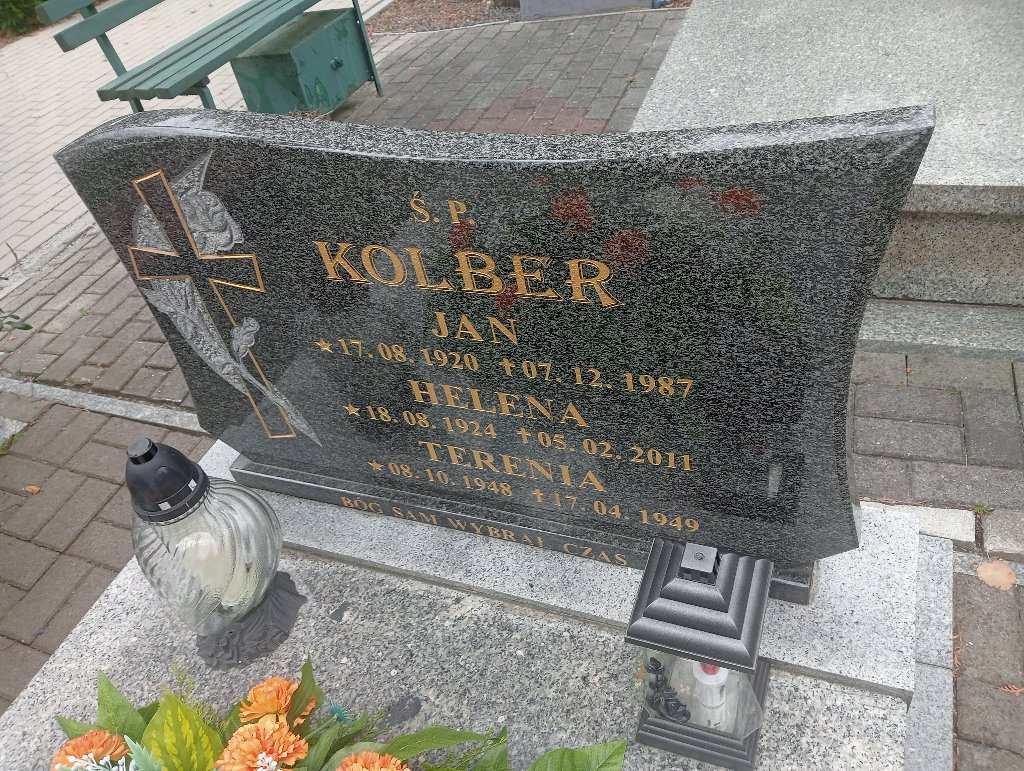 Ś. P.
KOLBER
JAN
★17. 08. 1920 ✝07. 12. 1987
HELENA
★18. 08. 1924 ✝05. 02. 2011
TERENIA
★08. 10. 1948 ✝17. 04. 1949
BÓG SAM WYBRAŁ CZAS